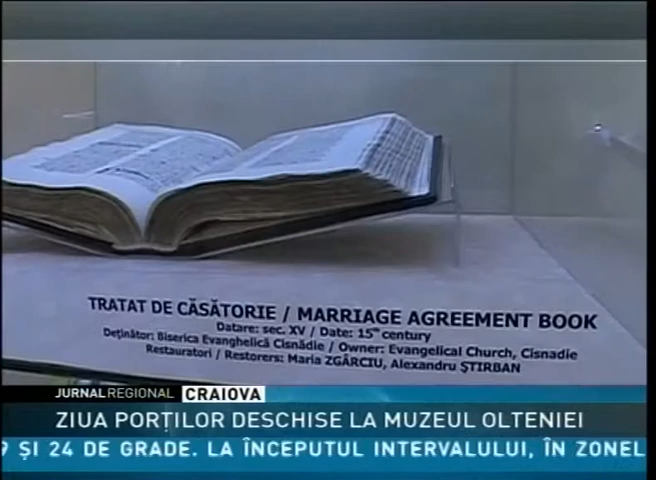 TRATAT DE CĂSĂTORIE / MARRIAGE AGREEMENT BOOK
Datare: sec. XV / Date: 15th century
Deținător: Biserica Evanghelică Cisnădie / Owner: Evangelical Church, Cisnadie
Restauratori / Restorers: Maria ZGÂRCIU, Alexandru ȘTIRBAN
JURNAL REGIONAL CRAIOVA
ZIUA PORȚILOR DESCHISE LA MUZEUL OLTENIEI
9 ȘI 24 DE GRADE. LA ÎNCEPUTUL INTERVALULUI, ÎN ZONEL